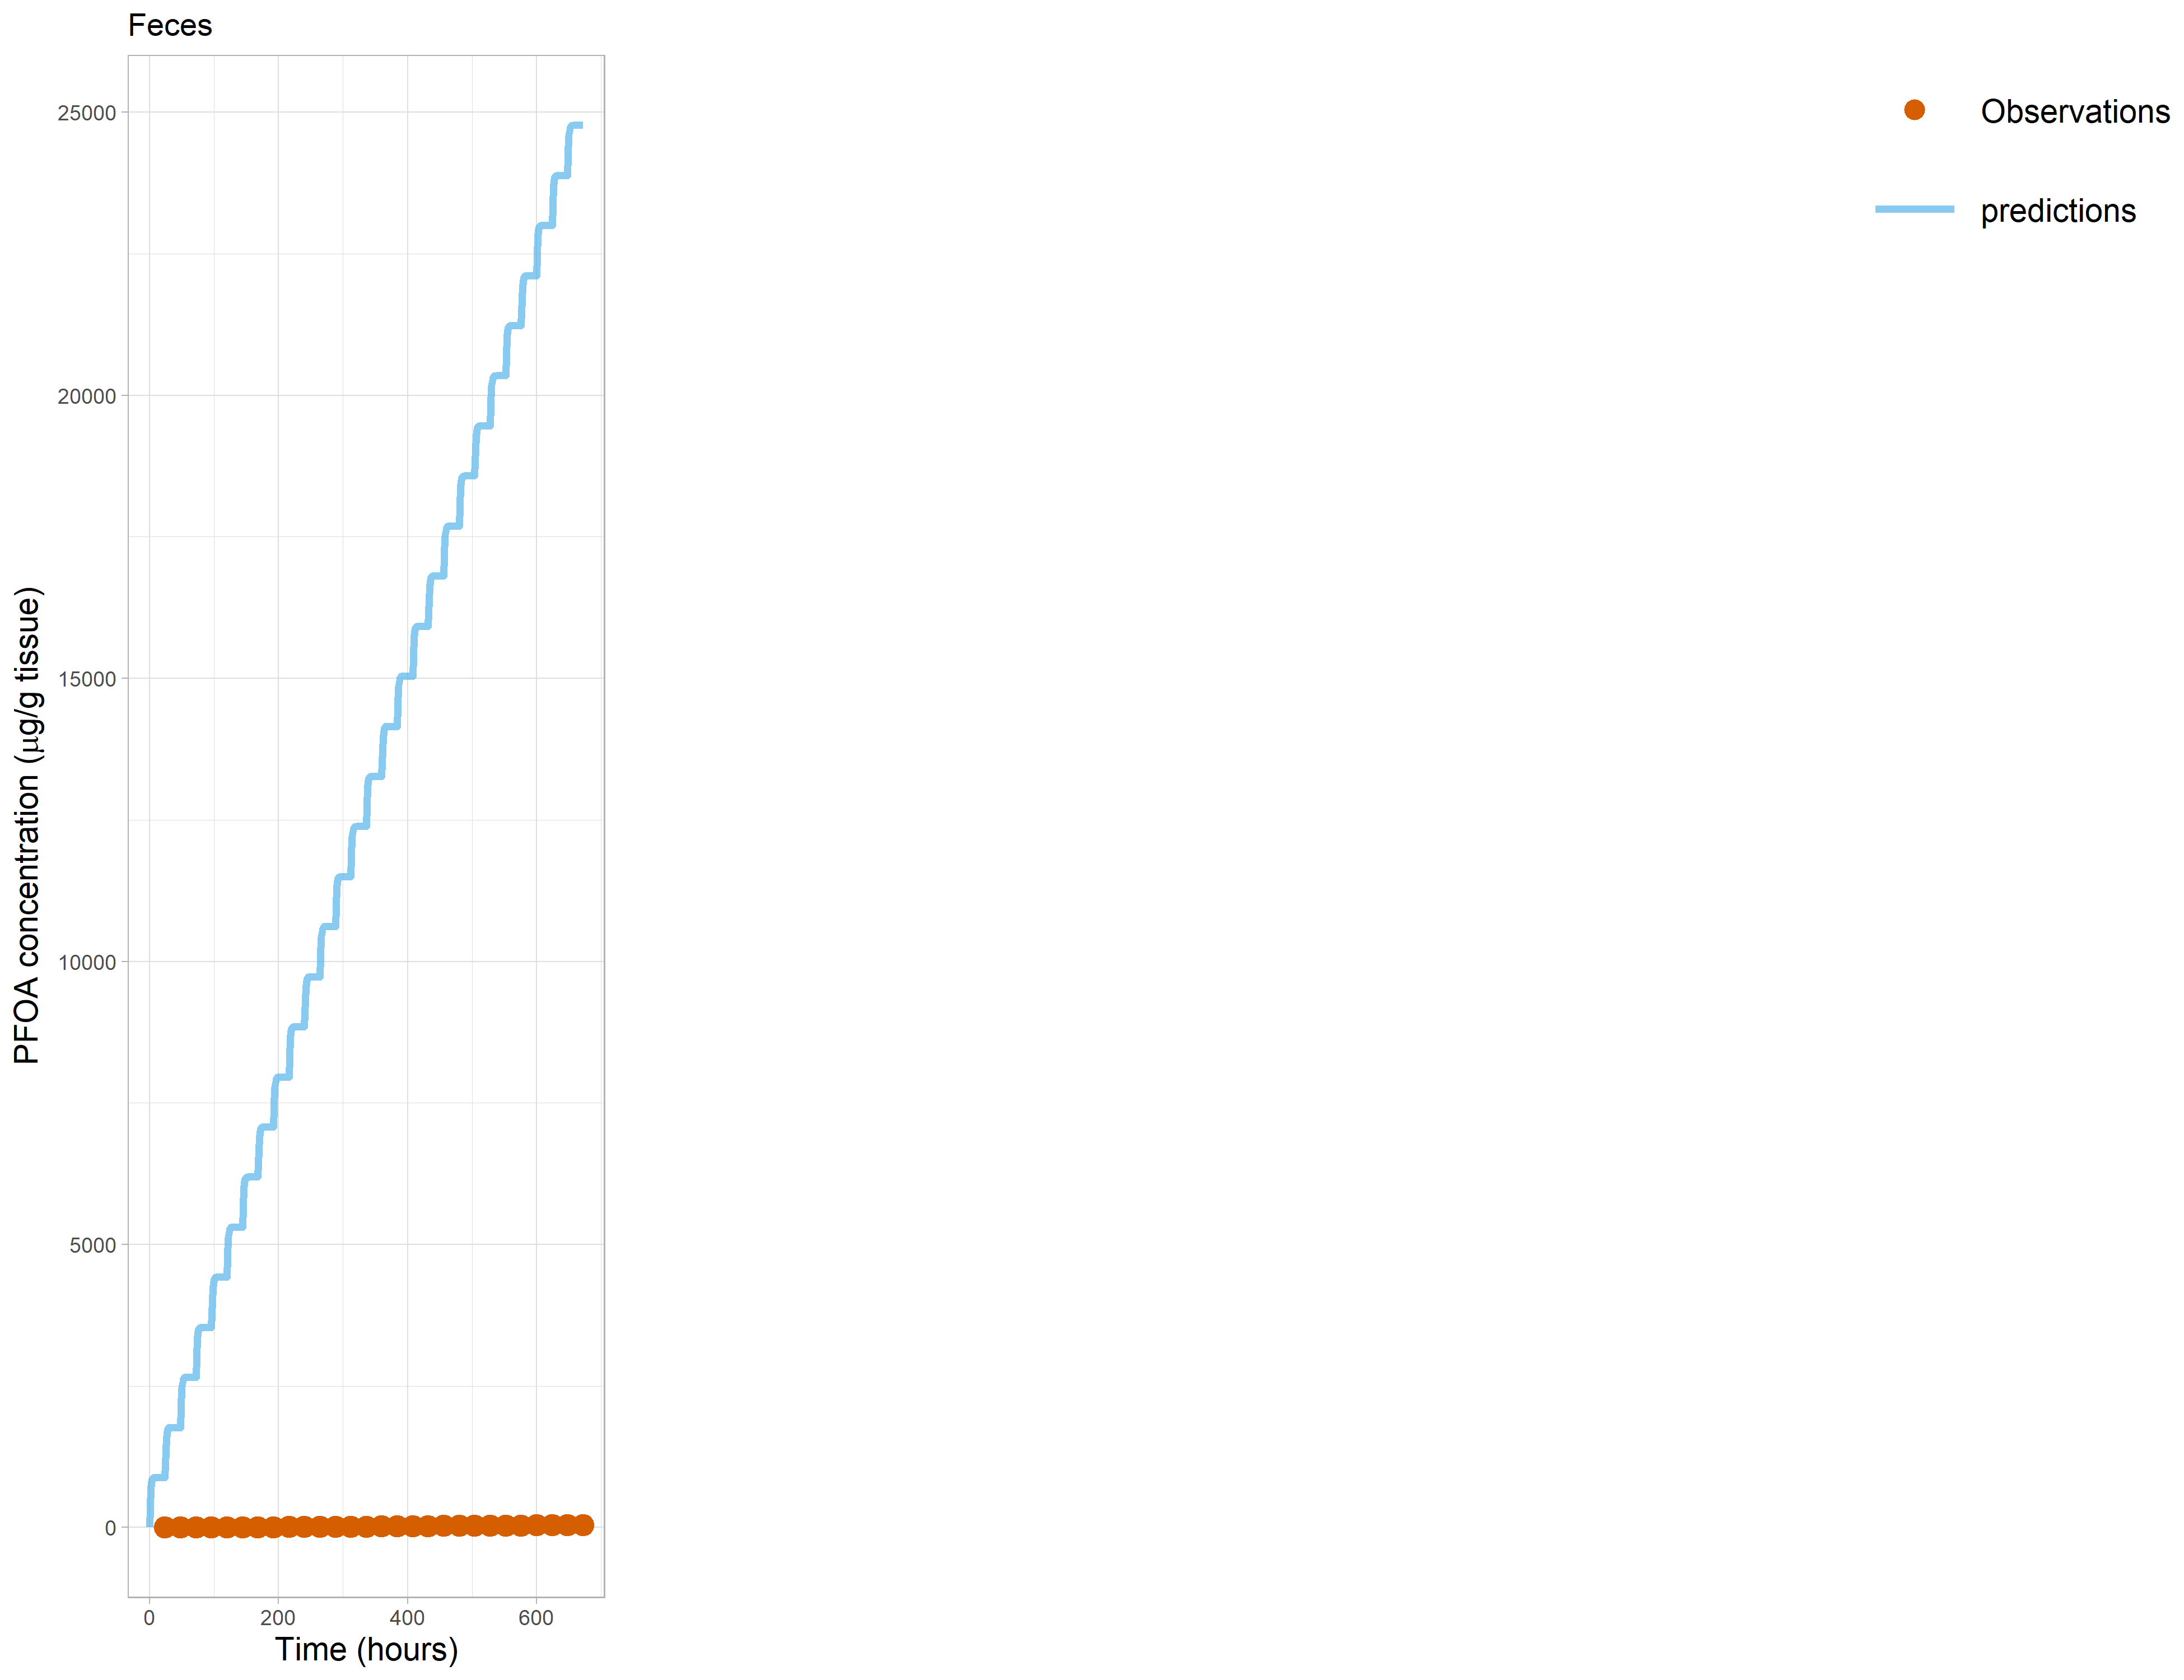 Feces
PFOA concentration (μg/g tissue)
25000
20000
15000
10000
5000
0
0 200 400 600
Time (hours)
Observations
predictions